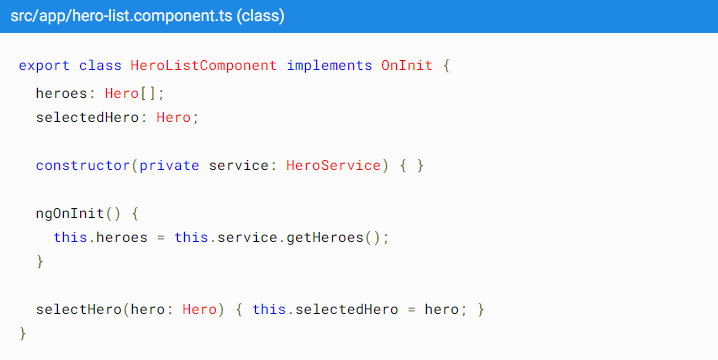 src/app/hero-list.component.ts (class)
export class HeroListComponent implements OnInit {
heroes: Hero[];
selectedHero: Hero;
constructor(private service: HeroService) { }
ngOnInit() {
this.heroes = this.service.getHeroes();
}
selectHero(hero: Hero) { this.selectedHero = hero; }
}